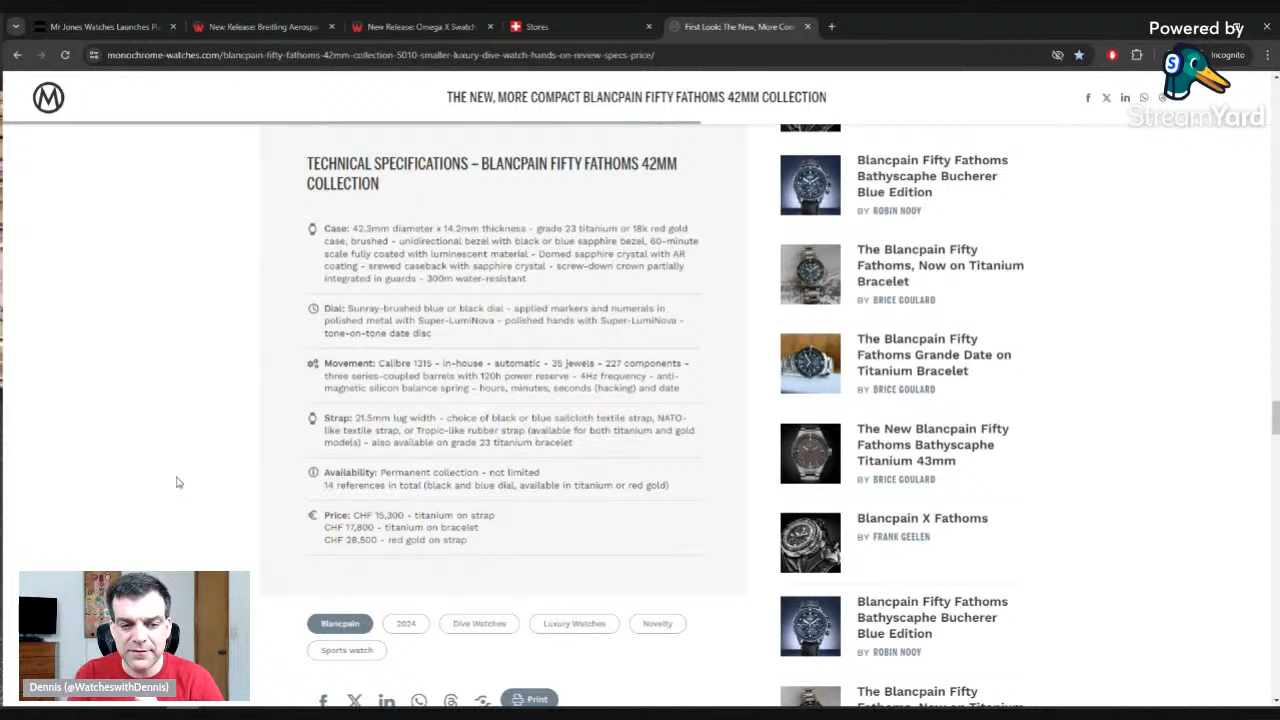 Mr Jones Watches Launches Pl
New Release: Breitling Aerosp
New Release: Omega X Swatch
Stores
First Look: The New, More Com
Powered by
monochrome-watches.com/blancpain-fifty-fathoms-42mm-collection-5010-smaller-luxury-dive-watch-hands-on-review-specs-price/
Incognito
M
THE NEW, MORE COMPACT BLANCPAIN FIFTY FATHOMS 42MM COLLECTION
S
StreamYard
TECHNICAL SPECIFICATIONS – BLANCPAIN FIFTY FATHOMS 42MM
COLLECTION
Case: 42.3mm diameter x 14.2mm thickness - grade 23 titanium or 18k red gold
case, brushed - unidirectional bezel with black or blue sapphire bezel, 60-minute
scale fully coated with luminescent material - Domed sapphire crystal with AR
coating - srewed caseback with sapphire crystal - screw-down crown partially
integrated in guards - 300m water-resistant
Dial: Sunray-brushed blue or black dial - applied markers and numerals in
polished metal with Super-LumiNova - polished hands with Super-LumiNova -
tone-on-tone date disc
Movement: Calibre 1315 - in-house - automatic - 35 jewels - 227 components -
three series-coupled barrels with 120h power reserve - 4Hz frequency - anti-
magnetic silicon balance spring - hours, minutes, seconds (hacking) and date
Strap: 21.5mm lug width - choice of black or blue sailcloth textile strap, NATO-
like textile strap, or Tropic-like rubber strap (available for both titanium and gold
models) - also available on grade 23 titanium bracelet
Availability: Permanent collection - not limited
14 references in total (black and blue dial, available in titanium or red gold)
Price: CHF 15,300 - titanium on strap
CHF 17,800 - titanium on bracelet
CHF 28,500 - red gold on strap
Blancpain
2024
Dive Watches
Luxury Watches
Novelty
Sports watch
Print
Blancpain Fifty Fathoms
Bathyscaphe Bucherer
Blue Edition
BY ROBIN NOOY
The Blancpain Fifty
Fathoms, Now on Titanium
Bracelet
BY BRICE GOULARD
The Blancpain Fifty
Fathoms Grande Date on
Titanium Bracelet
BY BRICE GOULARD
The New Blancpain Fifty
Fathoms Bathyscaphe
Titanium 43mm
BY BRICE GOULARD
Blancpain X Fathoms
BY FRANK GEELEN
Blancpain Fifty Fathoms
Bathyscaphe Bucherer
Blue Edition
BY ROBIN NOOY
The Blancpain Fifty
Fathoms, Now on Titanium
Dennis (@WatcheswithDennis)